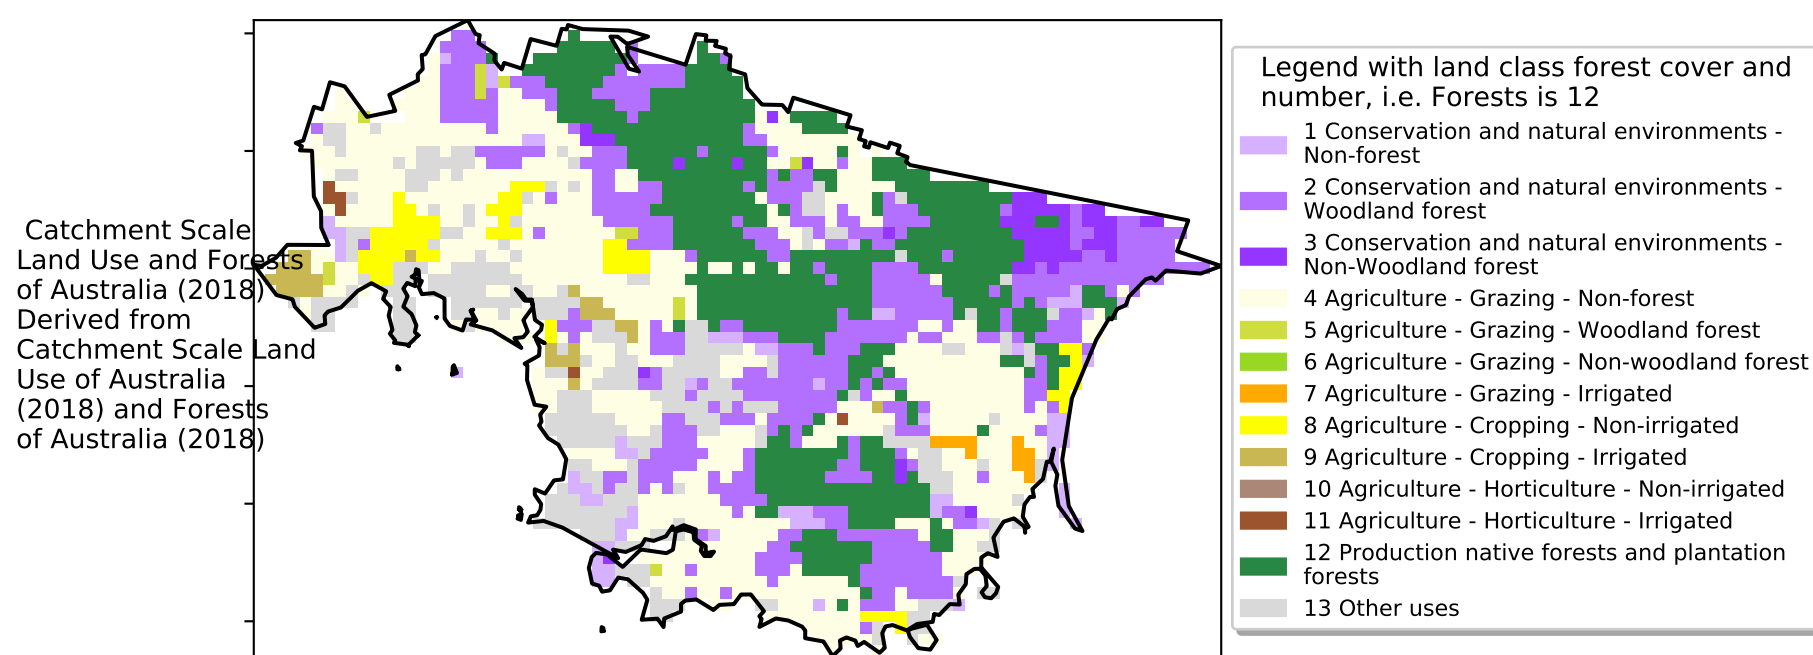 Catchment Scale
Land Use and Forests
of Australia (2018)
Derived from
Catchment Scale Land
Use of Australia
(2018) and Forests
of Australia (2018)
Legend with land class forest cover and
number, i.e. Forests is 12
1 Conservation and natural environments -
Non-forest
2 Conservation and natural environments -
Woodland forest
3 Conservation and natural environments -
Non-Woodland forest
4 Agriculture - Grazing - Non-forest
5 Agriculture - Grazing - Woodland forest
6 Agriculture - Grazing - Non-woodland forest
7 Agriculture - Grazing - Irrigated
8 Agriculture - Cropping - Non-irrigated
9 Agriculture - Cropping - Irrigated
10 Agriculture - Horticulture - Non-irrigated
11 Agriculture - Horticulture - Irrigated
12 Production native forests and plantation
forests
13 Other uses